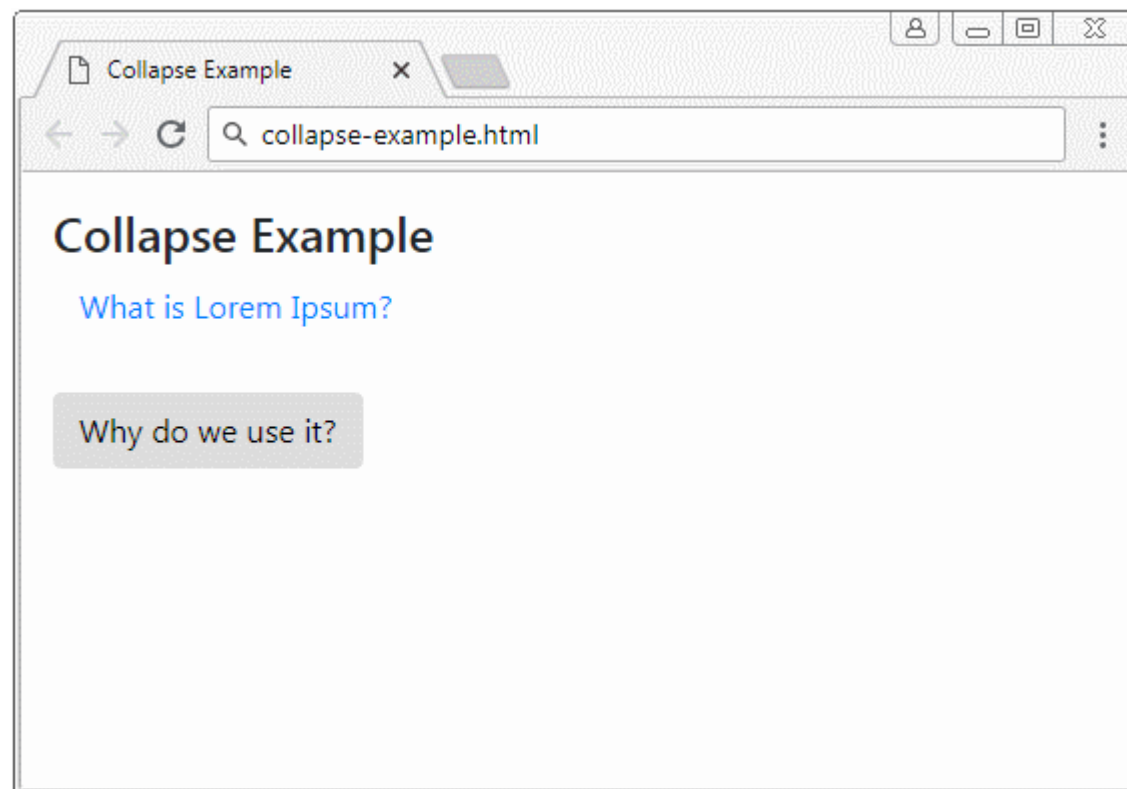 Collapse Example
collapse-example.html
Collapse Example
What is Lorem Ipsum?
Why do we use it?